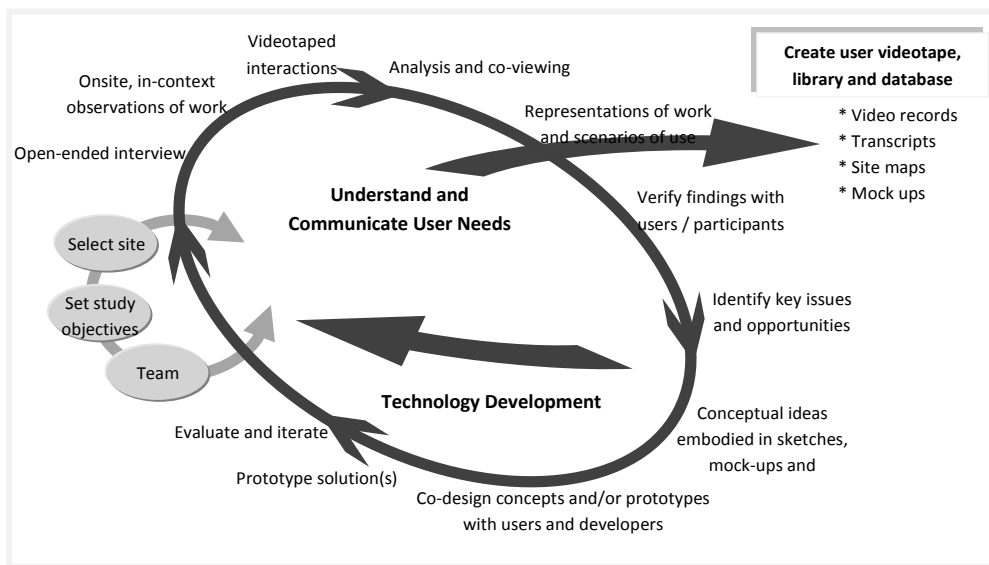 Videotaped
interactions
Analysis and co-viewing
Create user videotape,
library and database
Onsite, in-context
observations of work
Representations of work
and scenarios of use
* Video records
* Transcripts
* Site maps
* Mock ups
Open-ended interview
Understand and
Communicate User Needs
Verify findings with
users / participants
Select site
Set study
objectives
Team
Identify key issues
and opportunities
Technology Development
Conceptual ideas
embodied in sketches,
mock-ups and
Evaluate and iterate
Prototype solution(s)
Co-design concepts and/or prototypes
with users and developers